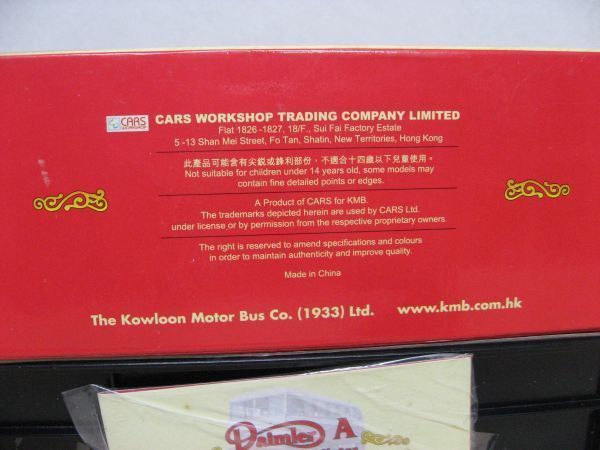 CARS
WORKSHOP
CARS WORKSHOP TRADING COMPANY LIMITED
Flat 1826-1827, 18/F., Sui Fai Factory Estate
5-13 Shan Mei Street, Fo Tan, Shatin, New Territories, Hong Kong
此產品可能含有尖銳或鋒利部份，不適合十四歲以下兒童使用。
Not suitable for children under 14 years old, some models may
contain fine detailed points or edges.
A Product of CARS for KMB.
The trademarks depicted herein are used by CARS Ltd.
under license or by permission from the respective proprietary owners.
The right is reserved to amend specifications and colours
in order to maintain authenticity and improve quality.
Made in China
The Kowloon Motor Bus Co. (1933) Ltd. www.kmb.com.hk
Daimler A